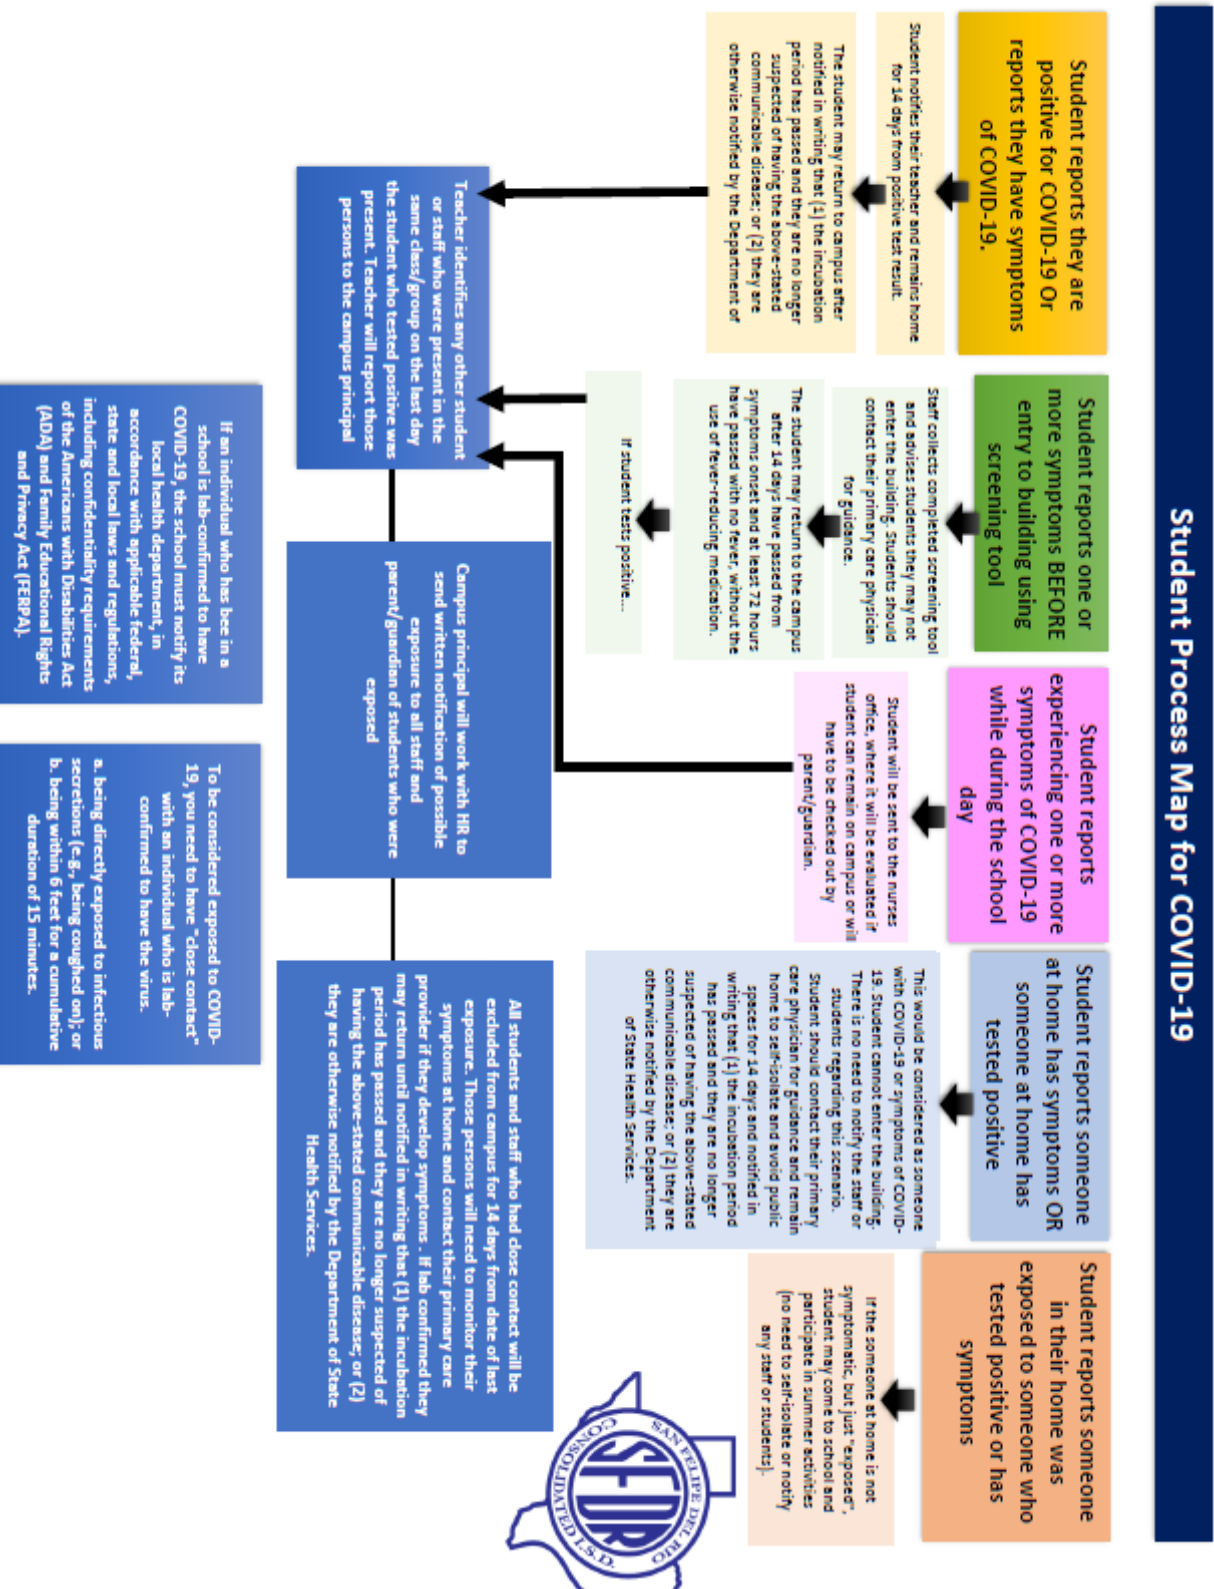 Student Process Map for COVID-19
Student reports they are
positive for COVID-19 Or
reports they have symptoms
of COVID-19.
Student notifies their teacher and remains home
for 14 days from positive test result.
The student may return to campus after
notified in writing that (1) the incubation
period has passed and they are no longer
suspected of having the above-stated
communicable disease; or (2) they are
otherwise notified by the Department of
Student reports one or
more symptoms BEFORE
entry to building using
screening tool
Staff collects completed screening tool
and advises students they may not
enter the building. Students should
contact their primary care physician
for guidance.
The student may return to the campus
after 14 days have passed from
symptoms onset and at least 72 hours
have passed with no fever, without the
use of fever-reducing medication.
If student tests positive...
Student reports
experiencing one or more
symptoms of COVID-19
while during the school
day
Student will be sent to the nurses
office, where it will be evaluated if
student can remain on campus or will
have to be checked out by
parent/guardian.
Student reports someone
at home has symptoms OR
someone at home has
tested positive
This would be considered as someone
with COVID-19 or symptoms of COVID-
19. Student cannot enter the building.
There is no need to notify the staff or
students regarding this scenario.
Student should contact their primary
care physician for guidance and remain
home to self-isolate and avoid public
spaces for 14 days and notified in
writing that (1) the incubation period
has passed and they are no longer
suspected of having the above-stated
communicable disease; or (2) they are
otherwise notified by the Department
of State Health Services.
Student reports someone
in their home was
exposed to someone who
tested positive or has
symptoms
If the someone at home is not
symptomatic, but just "exposed",
student may come to school and
participate in summer activities
(no need to self-isolate or notify
any staff or students).
Teacher identifies any other student
or staff who were present in the
same class/group on the last day
the student who tested positive was
present. Teacher will report those
persons to the campus principal
Campus principal will work with HR to
send written notification of possible
exposure to all staff and
parent/guardian of students who were
exposed
All students and staff who had close contact will be
excluded from campus for 14 days from date of last
exposure. Those persons will need to monitor their
symptoms at home and contact their primary care
provider if they develop symptoms . If lab confirmed they
may return until notified in writing that (1) the incubation
period has passed and they are no longer suspected of
having the above-stated communicable disease; or (2)
they are otherwise notified by the Department of State
Health Services.
If an individual who has bee in a
school is lab-confirmed to have
COVID-19, the school must notify its
local health department, in
accordance with applicable federal,
state and local laws and regulations,
including confidentiality requirements
of the Americans with Disabilities Act
(ADA) and Family Educational Rights
and Privacy Act (FERPA).
To be considered exposed to COVID-
19, you need to have "close contact"
with an individual who is lab-
confirmed to have the virus.
a. being directly exposed to infectious
secretions (e.g., being coughed on); or
b. being within 6 feet for a cumulative
duration of 15 minutes.
SAN FELIPE DEL RIO
SFDR
CONSOLIDATED I.S.D.